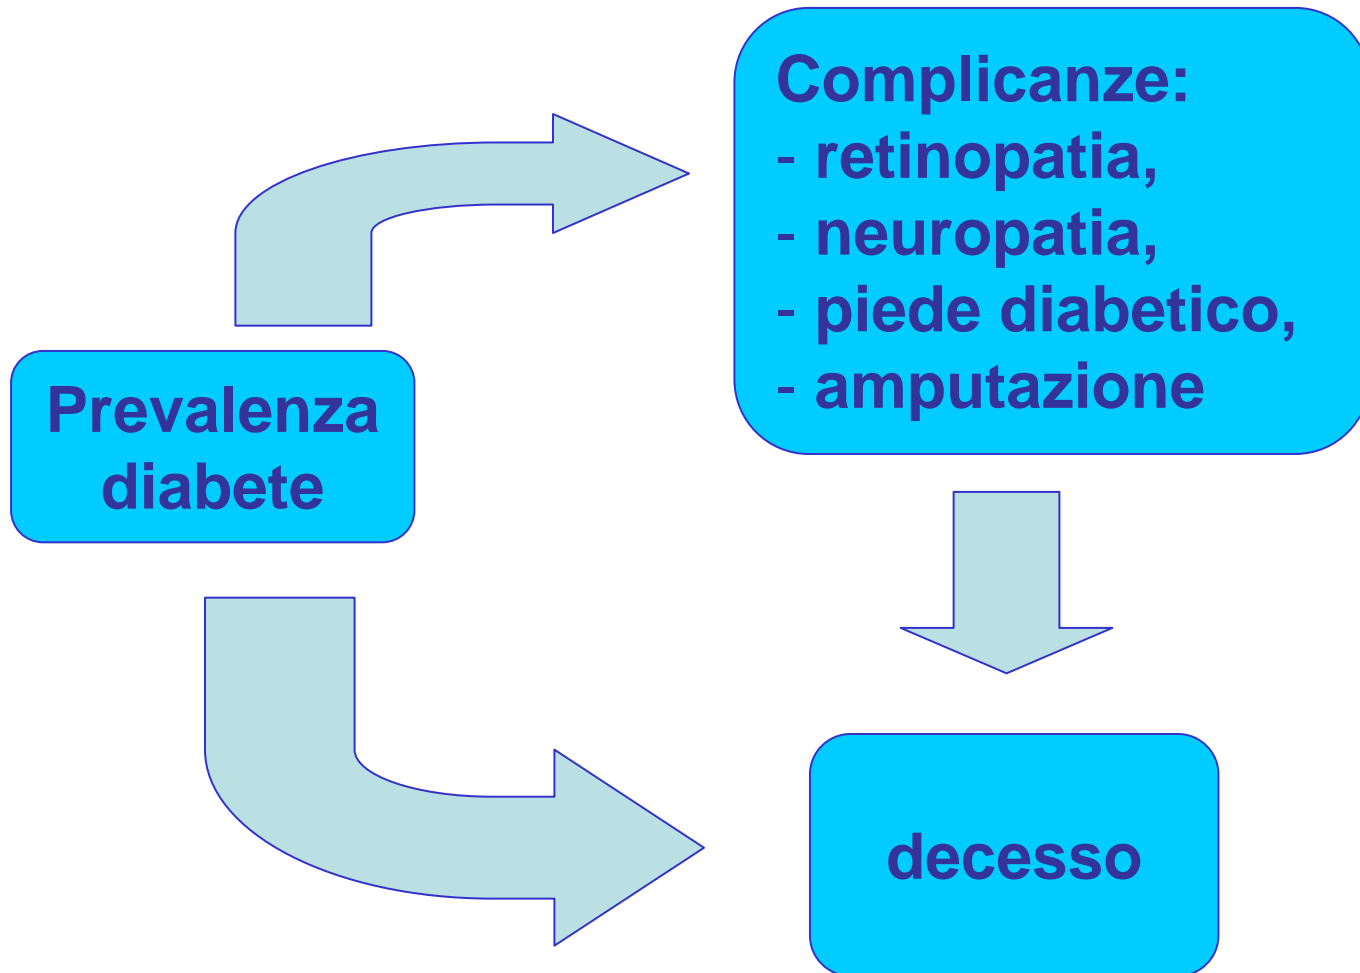 Complicanze:
- retinopatia,
- neuropatia,
- piede diabetico,
- amputazione
Prevalenza
diabete
decesso